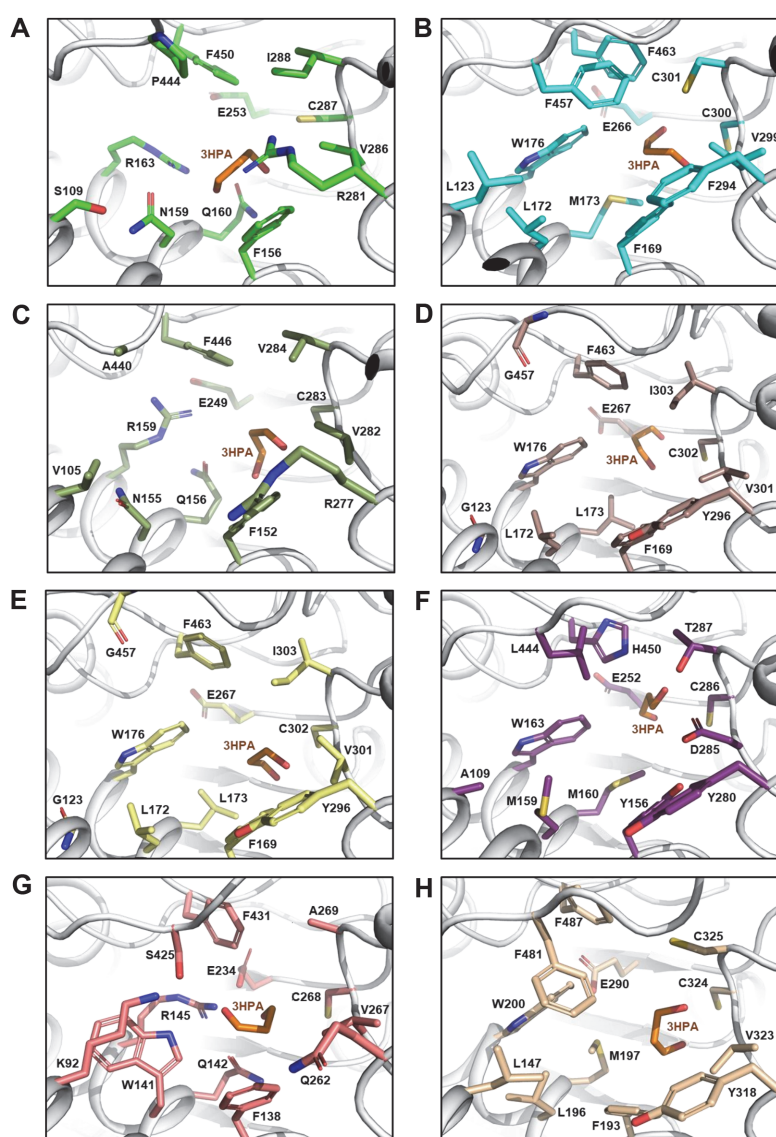 A
F450
I288
P444
E253
C287
R163
3HPA
V286
S109
R281
N159
Q160
F156
B
F463
C301
F457
E266
C300
V299
W176
3HPA
L123
F294
L172
M173
F169
C
F446
V284
A440
E249
C283
R159
V282
3HPA
V105
N155
Q156
R277
F152
D
F463
G457
I303
E267
W176
3HPA
C302
V301
G123
L173
Y296
L172
F169
E
F463
I303
G457
E267
C302
W176
3HPA
V301
G123
L172
L173
Y296
F169
F
T287
L444
H450
E252
C286
W163
3HPA
D285
A109
M159
M160
Y156
Y280
G
F431
A269
S425
E234
C268
3HPA
V267
R145
K92
Q142
Q262
W141
F138
H
F487
C325
F481
E290
C324
W200
3HPA
V323
L147
M197
Y318
L196
F193